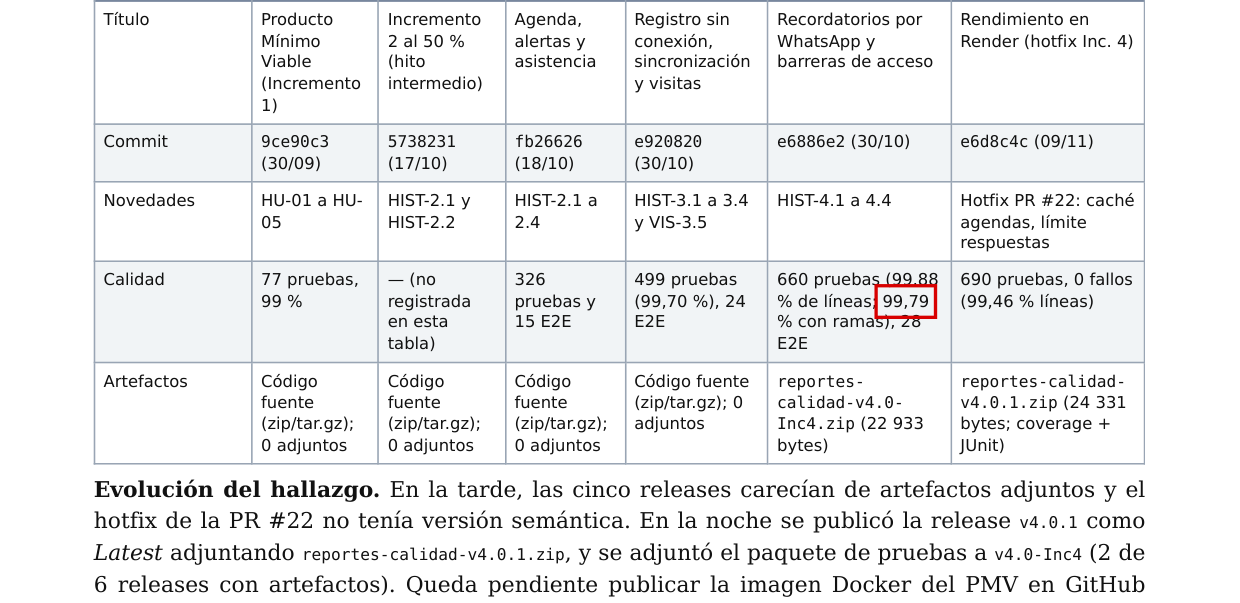 Título
Producto
Mínimo
Viable
(Incremento
1)
Incremento
2 al 50 %
(hito
intermedio)
Agenda,
alertas y
asistencia
Registro sin
conexión,
sincronización
y visitas
Recordatorios por
WhatsApp y
barreras de acceso
Rendimiento en
Render (hotfix Inc. 4)
Commit
9ce90c3
(30/09)
5738231
(17/10)
fb26626
(18/10)
e920820
(30/10)
e6886e2 (30/10)
e6d8c4c (09/11)
Novedades
HU-01 a HU-
05
HIST-2.1 y
HIST-2.2
HIST-2.1 a
2.4
HIST-3.1 a 3.4
y VIS-3.5
HIST-4.1 a 4.4
Hotfix PR #22: caché
agendas, límite
respuestas
Calidad
77 pruebas,
99 %
— (no
registrada
en esta
tabla)
326
pruebas y
15 E2E
499 pruebas
(99,70 %), 24
E2E
660 pruebas (99,88
% de líneas; 99,79
% con ramas), 28
E2E
690 pruebas, 0 fallos
(99,46 % líneas)
Artefactos
Código
fuente
(zip/tar.gz);
0 adjuntos
Código
fuente
(zip/tar.gz);
0 adjuntos
Código
fuente
(zip/tar.gz);
0 adjuntos
Código fuente
(zip/tar.gz); 0
adjuntos
reportes-
calidad-v4.0-
Inc4.zip (22 933
bytes)
reportes-calidad-
v4.0.1.zip (24 331
bytes; coverage +
JUnit)
Evolución del hallazgo. En la tarde, las cinco releases carecían de artefactos adjuntos y el
hotfix de la PR #22 no tenía versión semántica. En la noche se publicó la release v4.0.1 como
Latest adjuntando reportes-calidad-v4.0.1.zip, y se adjuntó el paquete de pruebas a v4.0-Inc4 (2 de
6 releases con artefactos). Queda pendiente publicar la imagen Docker del PMV en GitHub